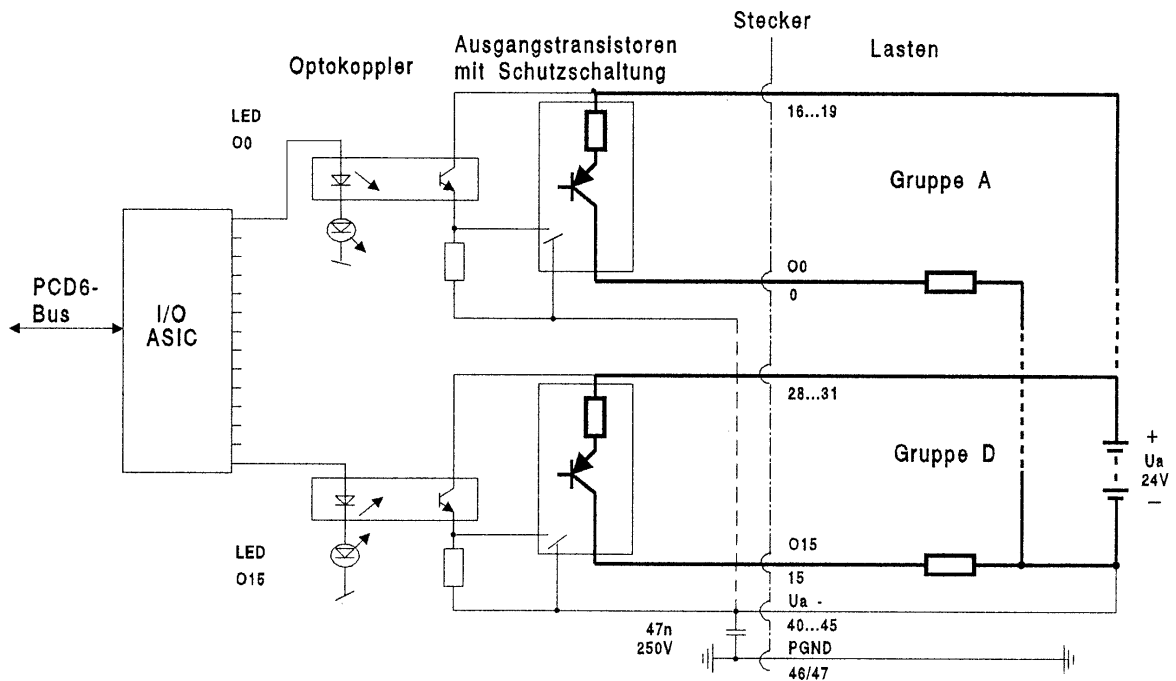 Stecker
Ausgangstransistoren
mit Schutzschaltung
Lasten
Optokoppler
LED
O0
16...19
Gruppe A
PCD6-
Bus
I/O
ASIC
O0
0
28...31
Gruppe D
+
Ua
24V
–
LED
O15
O15
15
Ua -
40...45
47n
250V
PGND
46/47